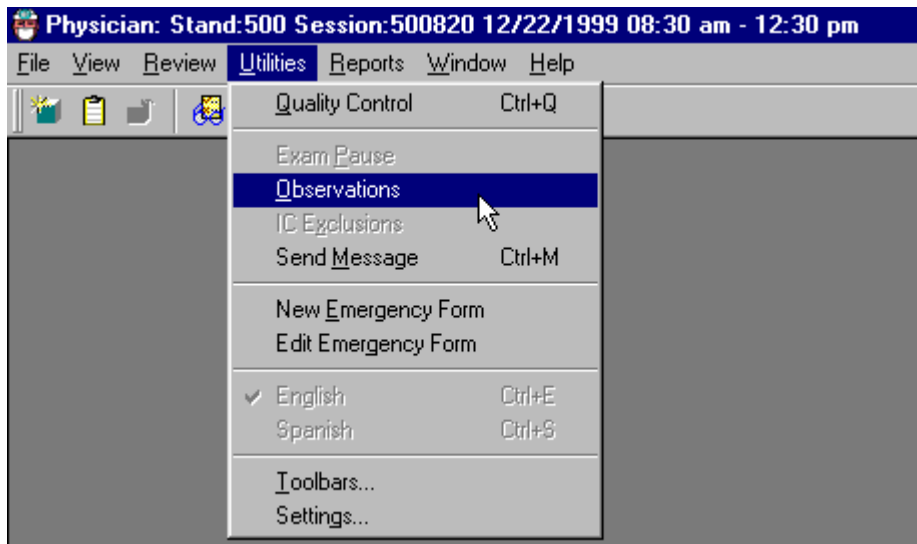 Physician: Stand:500 Session:500820 12/22/1999 08:30 am - 12:30 pm
File View Review Utilities Reports Window Help
Quality Control Ctrl+Q
Exam Pause
Observations
IC Exclusions
Send Message Ctrl+M
New Emergency Form
Edit Emergency Form
English Ctrl+E
Spanish Ctrl+S
Toolbars...
Settings...